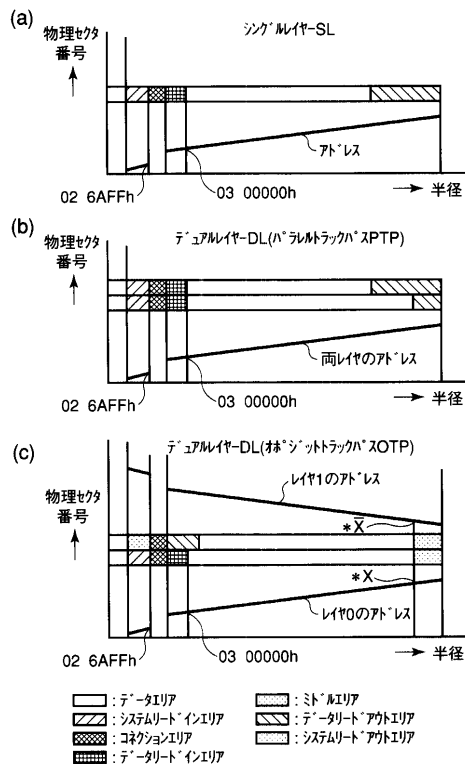 (a)
シングルレイヤーSL
物理セクタ
番号
アドレス
02 6AFFh
03 00000h
半径
(b)
デュアルレイヤーDL(パラレルトラックパスPTP)
物理セクタ
番号
両レイヤのアドレス
02 6AFFh
03 00000h
半径
(c)
デュアルレイヤーDL(オポジットトラックパスOTP)
物理セクタ
番号
レイヤ1のアドレス
*X̅
*X
レイヤ0のアドレス
02 6AFFh
03 00000h
半径
:データエリア
:システムリードインエリア
:コネクションエリア
:データリードインエリア
:ミドルエリア
:データリードアウトエリア
:システムリードアウトエリア